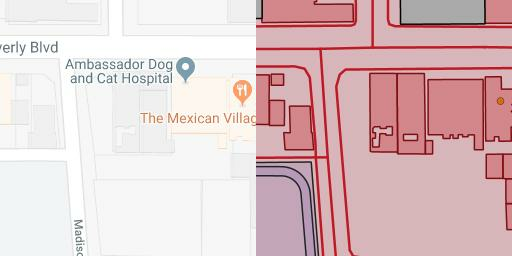 verly Blvd
Ambassador Dog
and Cat Hospital
The Mexican Villag
Madiso